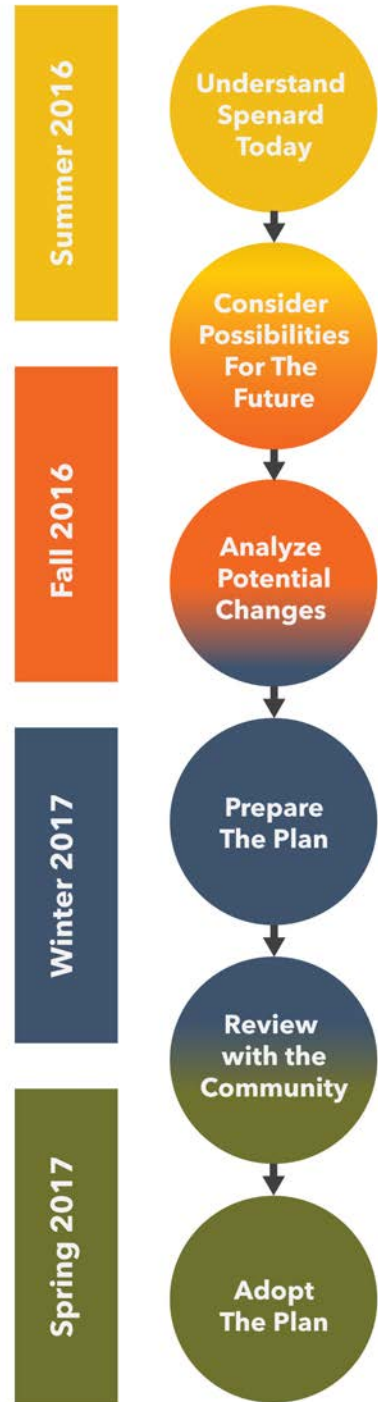 Summer 2016
Understand
Spenard
Today
Consider
Possibilities
For The
Future
Fall 2016
Analyze
Potential
Changes
Winter 2017
Prepare
The Plan
Review
with the
Community
Spring 2017
Adopt
The Plan